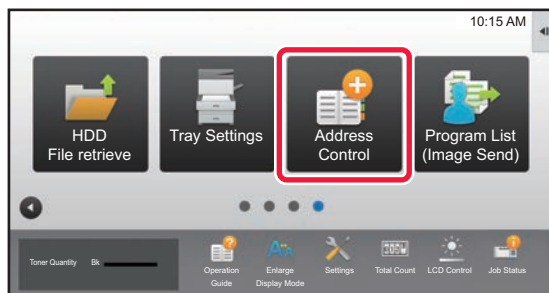 10:15 AM
HDD
File retrieve
Tray Settings
Address
Control
Program List
(Image Send)
Toner Quantity Bk
Operation
Guide
Enlarge
Display Mode
Settings
Total Count
LCD Control
Job Status